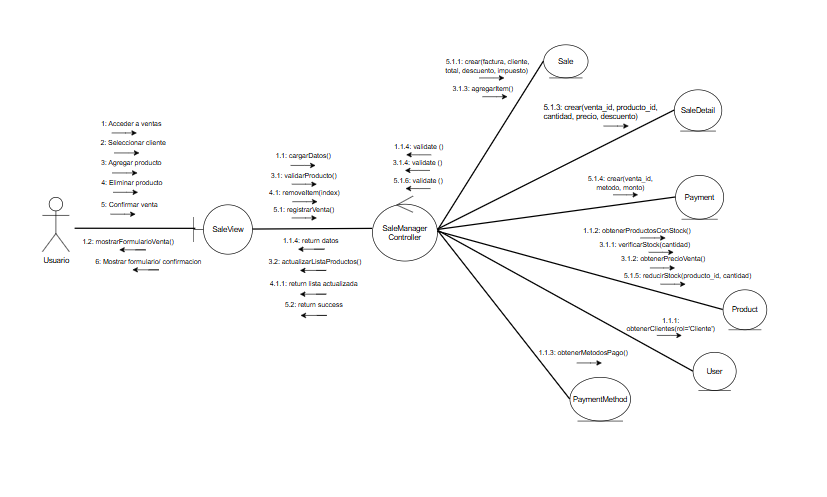 5.1.1: crear(factura, cliente,
total, descuento, impuesto)
3.1.3: agregarItem()
Sale
5.1.3: crear(venta_id, producto_id,
cantidad, precio, descuento)
SaleDetail
1: Acceder a ventas
2: Seleccionar cliente
3: Agregar producto
4: Eliminar producto
5: Confirmar venta
1.1: cargarDatos()
3.1: validarProducto()
4.1: removeItem(index)
5.1: registrarVenta()
1.1.4: validate ()
3.1.4: validate ()
5.1.6: validate ()
5.1.4: crear(venta_id,
metodo, monto)
Payment
Usuario
SaleView
SaleManager
Controller
1.2: mostrarFormularioVenta()
6: Mostrar formulario/ confirmacion
1.1.4: return datos
3.2: actualizarListaProductos()
4.1.1: return lista actualizada
5.2: return success
1.1.2: obtenerProductosConStock()
3.1.1: verificarStock(cantidad)
3.1.2: obtenerPrecioVenta()
5.1.5: reducirStock(producto_id, cantidad)
Product
1.1.1:
obtenerClientes(rol='Cliente')
User
1.1.3: obtenerMetodosPago()
PaymentMethod